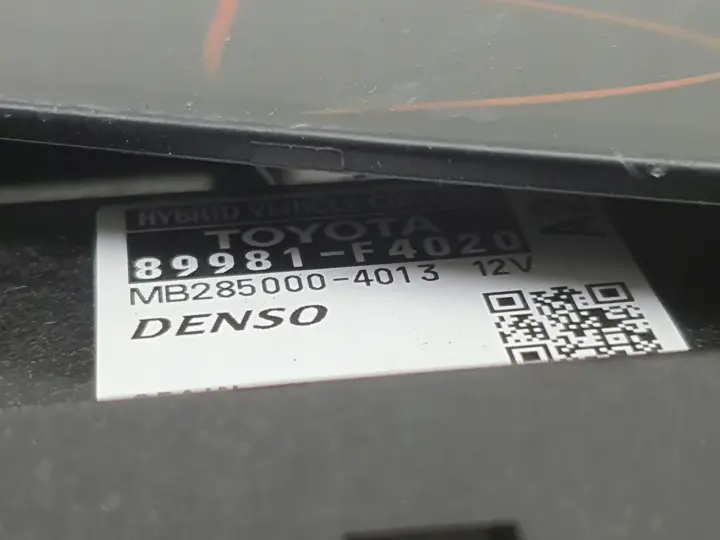 HYBRID VEHICLE CONTROL
TOYOTA
89981-F4020
MB285000-4013 12V
DENSO